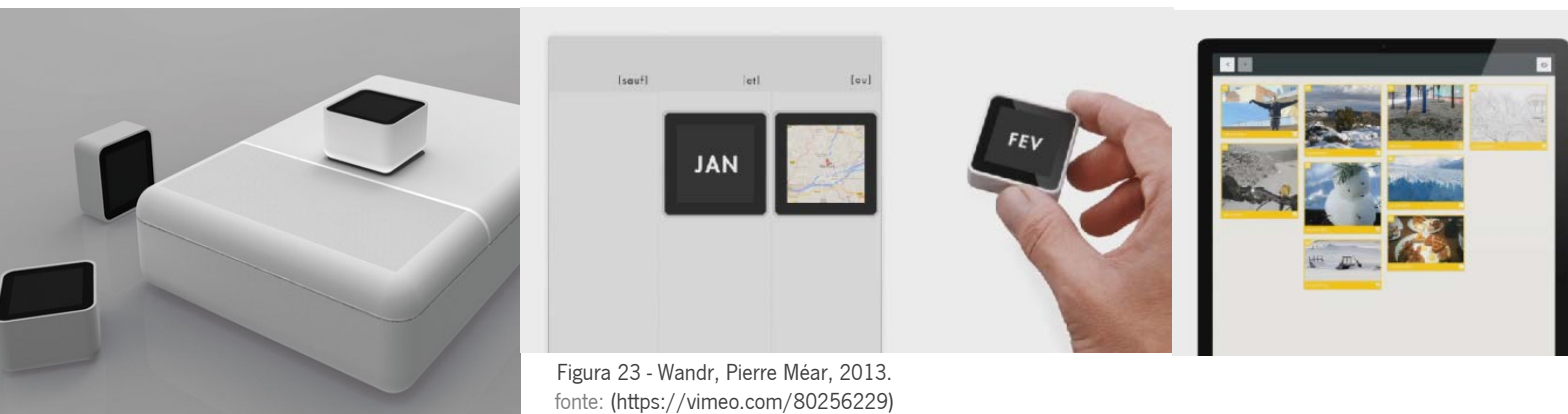 [sauf]
[et]
[ou]
JAN
FEV
Figura 23 - Wandr, Pierre Méar, 2013.
fonte: (https://vimeo.com/80256229)